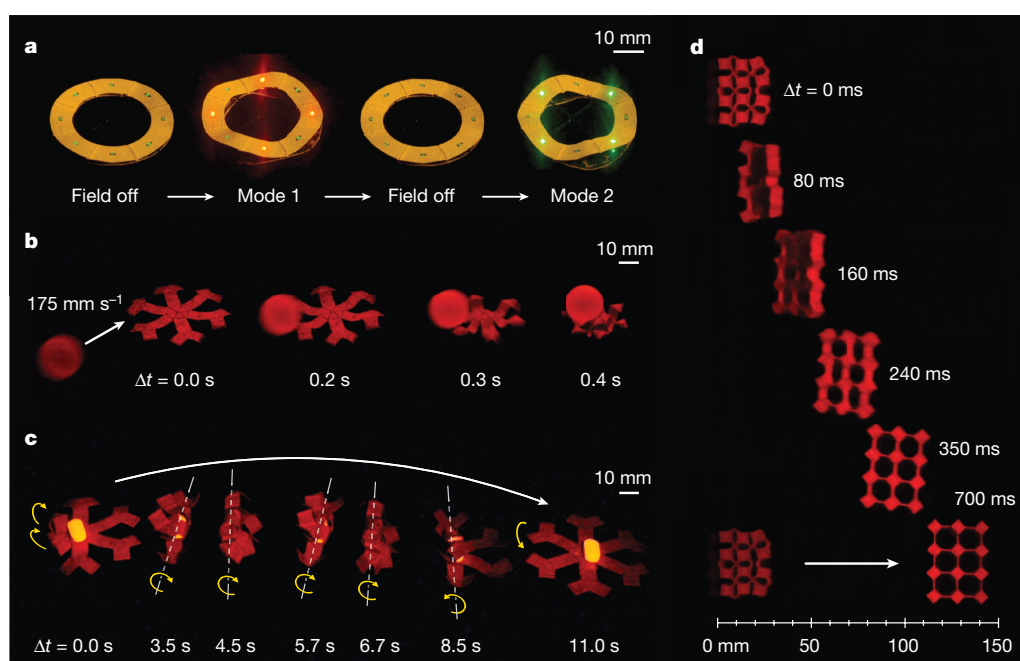 a
10 mm
Field off
Mode 1
Field off
Mode 2
b
10 mm
175 mm s⁻¹
Δt = 0.0 s
0.2 s
0.3 s
0.4 s
c
10 mm
Δt = 0.0 s
3.5 s
4.5 s
5.7 s
6.7 s
8.5 s
11.0 s
d
Δt = 0 ms
80 ms
160 ms
240 ms
350 ms
700 ms
0 mm
50
100
150